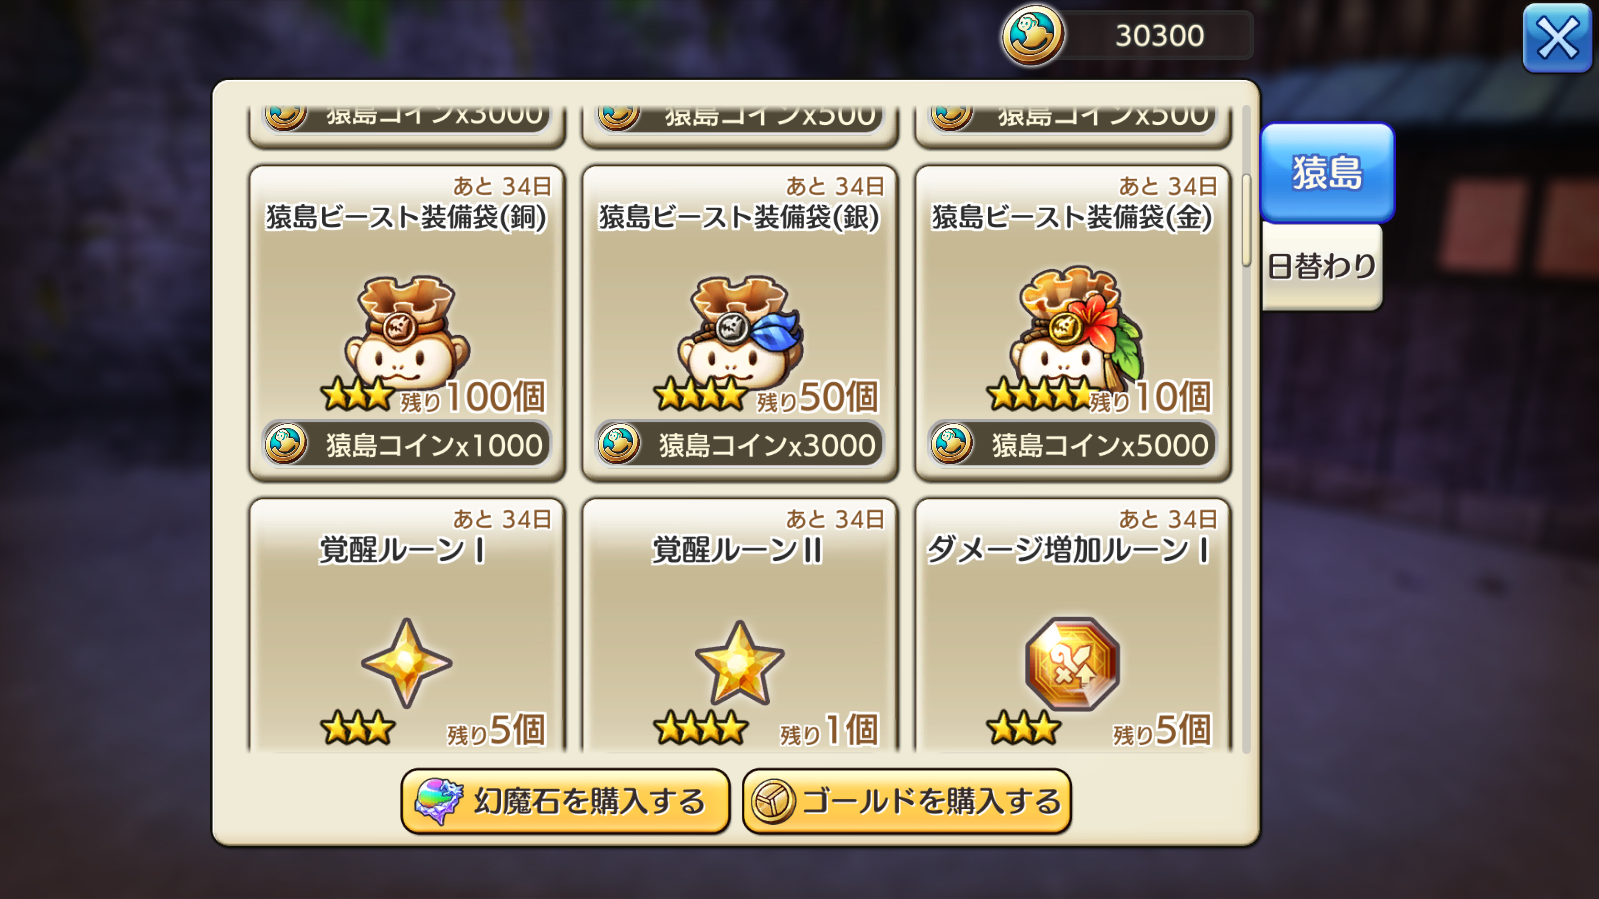 30300
猿島コインx3000
猿島コインx500
猿島コインx500
猿島
日替わり
あと 34日
猿島ビースト装備袋(銅)
残り100個
猿島コインx1000
あと 34日
猿島ビースト装備袋(銀)
残り50個
猿島コインx3000
あと 34日
猿島ビースト装備袋(金)
残り10個
猿島コインx5000
あと 34日
覚醒ルーンⅠ
残り5個
あと 34日
覚醒ルーンⅡ
残り1個
あと 34日
ダメージ増加ルーンⅠ
残り5個
幻魔石を購入する
ゴールドを購入する